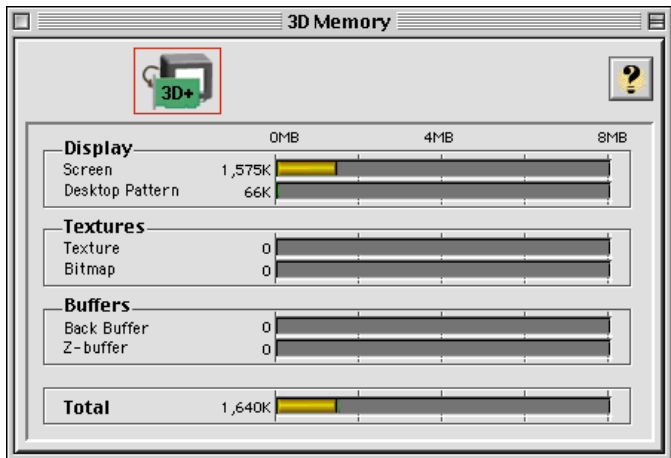 3D Memory
3D+
?
0MB 4MB 8MB
Display
Screen 1,575K
Desktop Pattern 66K
Textures
Texture 0
Bitmap 0
Buffers
Back Buffer 0
Z-buffer 0
Total 1,640K